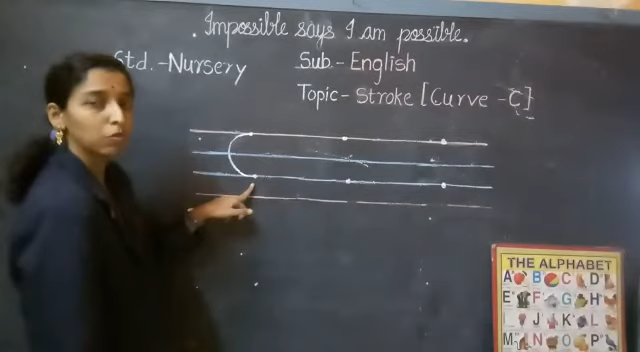 . Impossible says I am possible.
Std.-Nursery
Sub.-English
Topic-Stroke [Curve -C]
THE ALPHABET
A B C D
E F G H
I J K L
M N O P